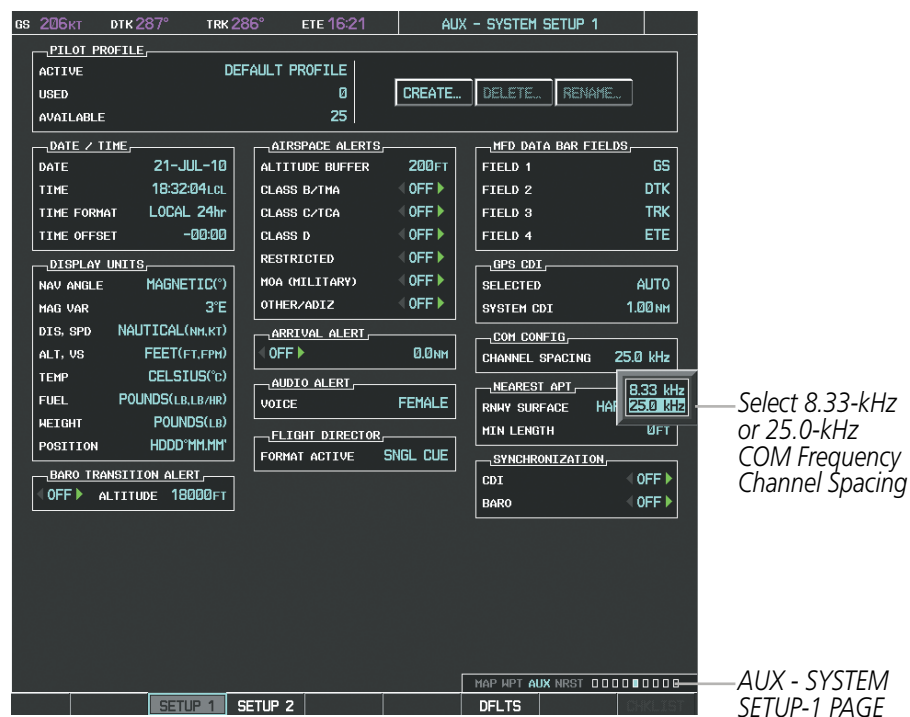 GS 206KT DTK 287° TRK 286° ETE 16:21 AUX - SYSTEM SETUP 1
PILOT PROFILE
ACTIVE DEFAULT PROFILE
USED 0
AVAILABLE 25
CREATE... DELETE... RENAME...
DATE / TIME
DATE 21-JUL-10
TIME 18:32:04LCL
TIME FORMAT LOCAL 24hr
TIME OFFSET -00:00
DISPLAY UNITS
NAV ANGLE MAGNETIC(°)
MAG VAR 3°E
DIS, SPD NAUTICAL(NM,KT)
ALT, VS FEET(FT,FPM)
TEMP CELSIUS(°C)
FUEL POUNDS(LB,LB/HR)
WEIGHT POUNDS(LB)
POSITION HDDD°MM.MM'
BARO TRANSITION ALERT
OFF ALTITUDE 18000FT
AIRSPACE ALERTS
ALTITUDE BUFFER 200FT
CLASS B/TMA OFF
CLASS C/TCA OFF
CLASS D OFF
RESTRICTED OFF
MOA (MILITARY) OFF
OTHER/ADIZ OFF
ARRIVAL ALERT
OFF 0.0NM
AUDIO ALERT
VOICE FEMALE
FLIGHT DIRECTOR
FORMAT ACTIVE SNGL CUE
MFD DATA BAR FIELDS
FIELD 1 GS
FIELD 2 DTK
FIELD 3 TRK
FIELD 4 ETE
GPS CDI
SELECTED AUTO
SYSTEM CDI 1.00NM
COM CONFIG
CHANNEL SPACING 25.0 kHz
8.33 kHz
25.0 kHz
NEAREST APT
RNWY SURFACE HAR
MIN LENGTH 0FT
SYNCHRONIZATION
CDI OFF
BARO OFF
Select 8.33-kHz
or 25.0-kHz
COM Frequency
Channel Spacing
MAP WPT AUX NRST
AUX - SYSTEM
SETUP-1 PAGE
SETUP 1 SETUP 2 DFLTS CHKLIST